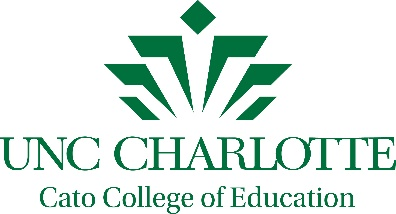 UNC CHARLOTTE
Cato College of Education